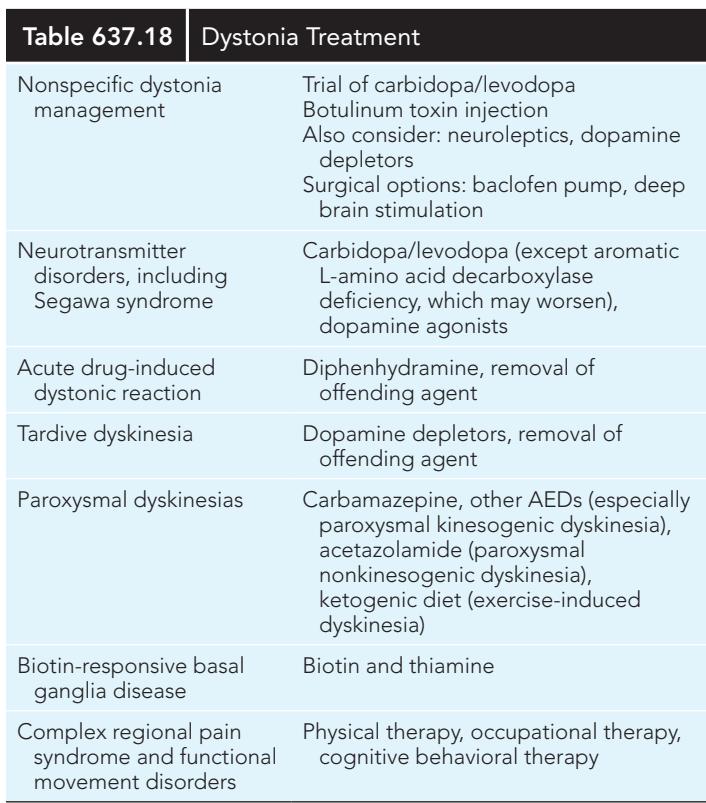 Table 637.18 Dystonia Treatment
Nonspecific dystonia
management
Trial of carbidopa/levodopa
Botulinum toxin injection
Also consider: neuroleptics, dopamine
depletors
Surgical options: baclofen pump, deep
brain stimulation
Neurotransmitter
disorders, including
Segawa syndrome
Carbidopa/levodopa (except aromatic
L-amino acid decarboxylase
deficiency, which may worsen),
dopamine agonists
Acute drug-induced
dystonic reaction
Diphenhydramine, removal of
offending agent
Tardive dyskinesia
Dopamine depletors, removal of
offending agent
Paroxysmal dyskinesias
Carbamazepine, other AEDs (especially
paroxysmal kinesogenic dyskinesia),
acetazolamide (paroxysmal
nonkinesogenic dyskinesia),
ketogenic diet (exercise-induced
dyskinesia)
Biotin-responsive basal
ganglia disease
Biotin and thiamine
Complex regional pain
syndrome and functional
movement disorders
Physical therapy, occupational therapy,
cognitive behavioral therapy